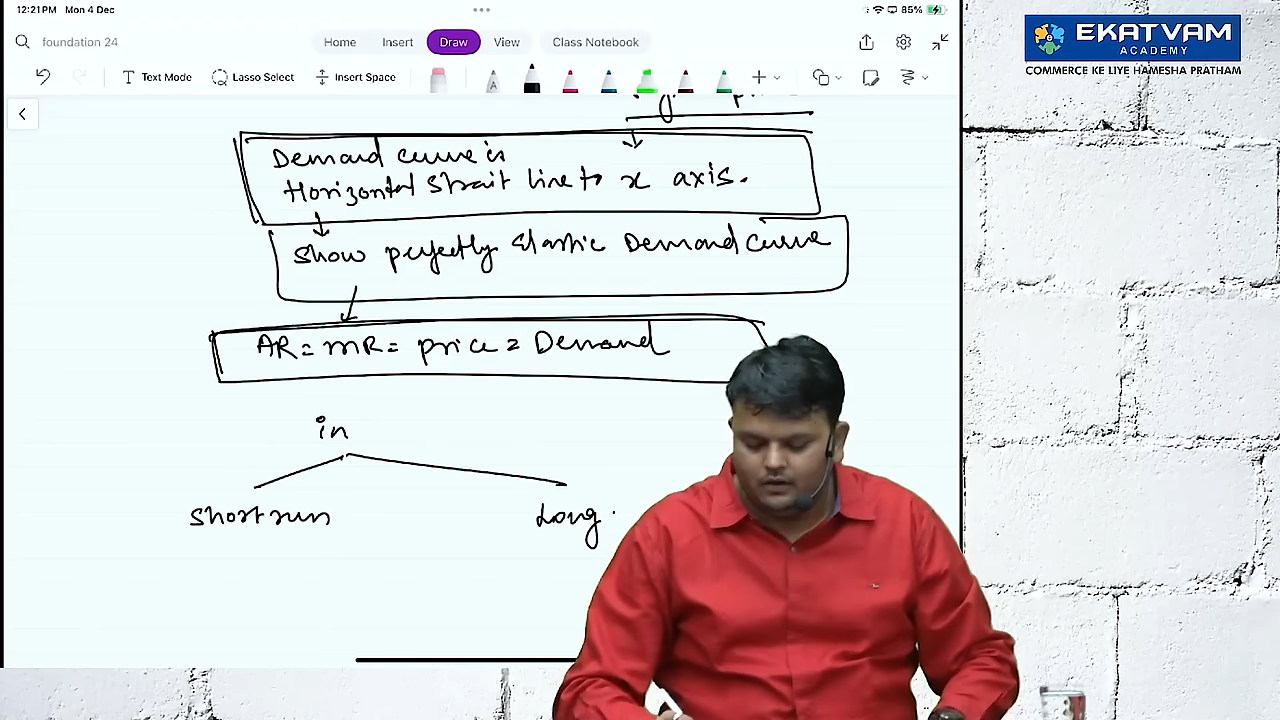 12:21 PM Mon 4 Dec
85%
foundation 24
Home Insert Draw View Class Notebook
Text Mode Lasso Select Insert Space
EKATVAM
ACADEMY
COMMERCE KE LIYE HAMESHA PRATHAM
Demand curve is
Horizontal Strait line to x axis.
Show perfectly Elastic Demand curve
AR = MR = price = Demand
in
Short run Long